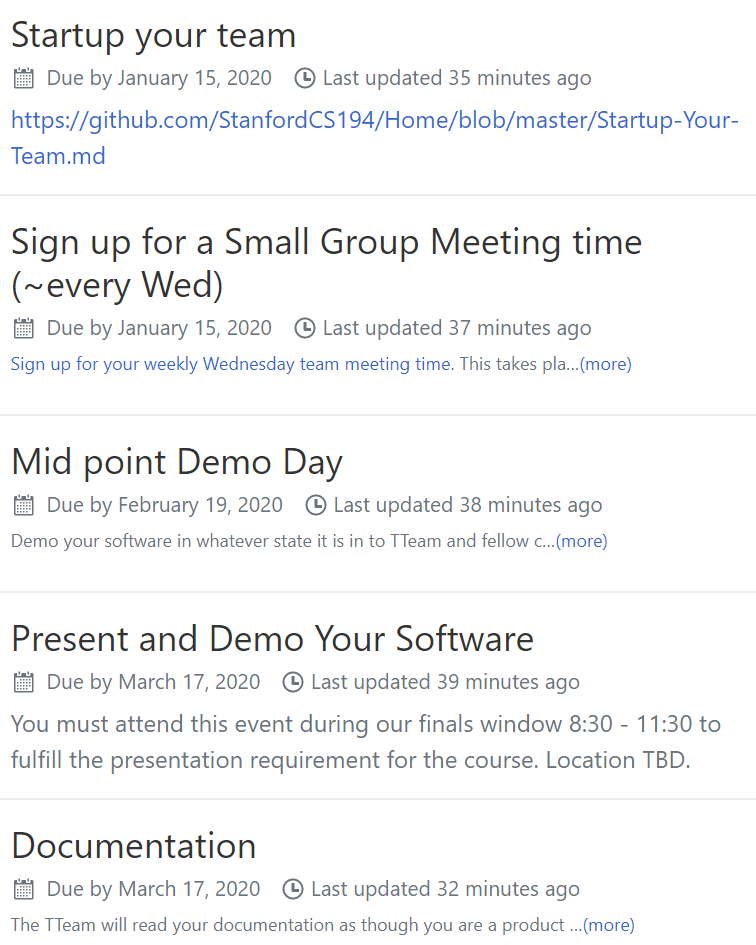 Startup your team
Due by January 15, 2020 Last updated 35 minutes ago
https://github.com/StanfordCS194/Home/blob/master/Startup-Your-
Team.md
Sign up for a Small Group Meeting time
(~every Wed)
Due by January 15, 2020 Last updated 37 minutes ago
Sign up for your weekly Wednesday team meeting time. This takes pla...(more)
Mid point Demo Day
Due by February 19, 2020 Last updated 38 minutes ago
Demo your software in whatever state it is in to TTeam and fellow c...(more)
Present and Demo Your Software
Due by March 17, 2020 Last updated 39 minutes ago
You must attend this event during our finals window 8:30 - 11:30 to
fulfill the presentation requirement for the course. Location TBD.
Documentation
Due by March 17, 2020 Last updated 32 minutes ago
The TTeam will read your documentation as though you are a product ...(more)